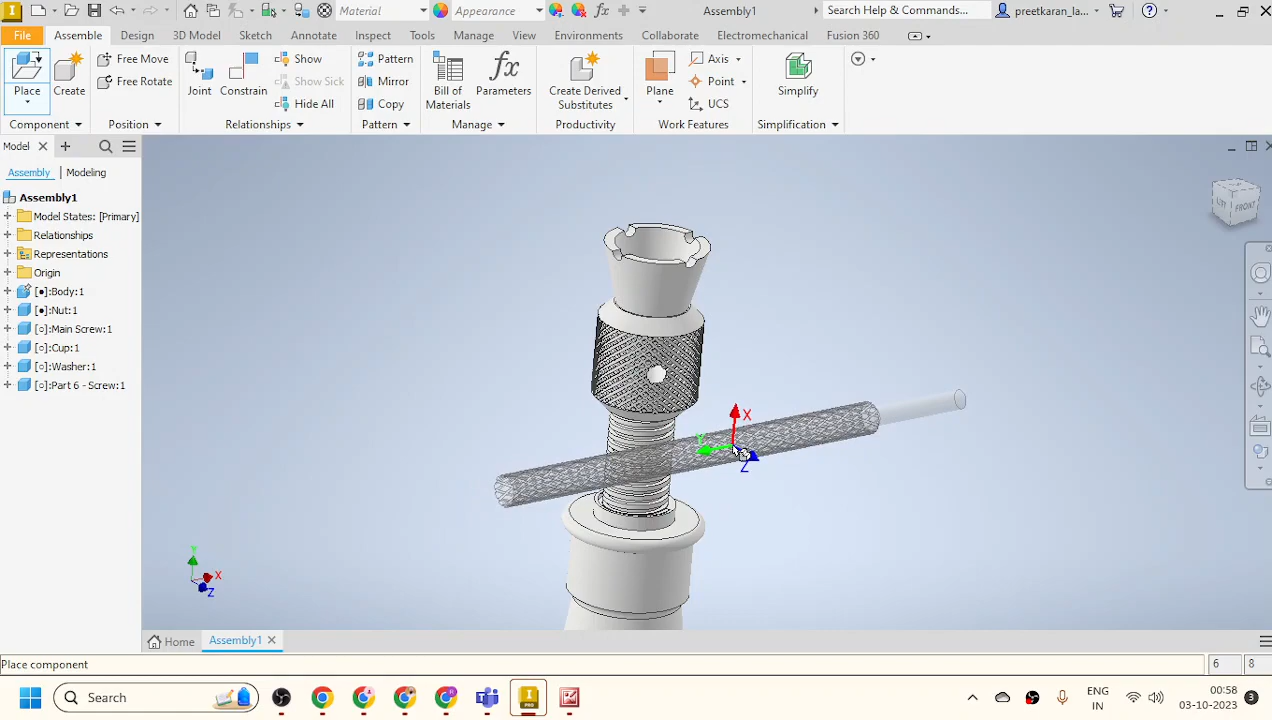 Material
Appearance
fx
Assembly1
Search Help & Commands...
preetkaran_la...
File
Assemble
Design
3D Model
Sketch
Annotate
Inspect
Tools
Manage
View
Environments
Collaborate
Electromechanical
Fusion 360
Place
Create
Free Move
Free Rotate
Joint
Constrain
Show
Show Sick
Hide All
Pattern
Mirror
Copy
Bill of
Materials
fx
Parameters
Create Derived
Substitutes
Plane
Axis
Point
UCS
Simplify
Component
Position
Relationships
Pattern
Manage
Productivity
Work Features
Simplification
Model
Assembly
Modeling
Assembly1
Model States: [Primary]
Relationships
Representations
Origin
[●]:Body:1
[●]:Nut:1
[○]:Main Screw:1
[○]:Cup:1
[○]:Washer:1
[○]:Part 6 - Screw:1
FRONT
X
Y
Z
Y
X
Z
Home
Assembly1
Place component
6
8
Search
PRO
ENG
IN
00:58
03-10-2023
3